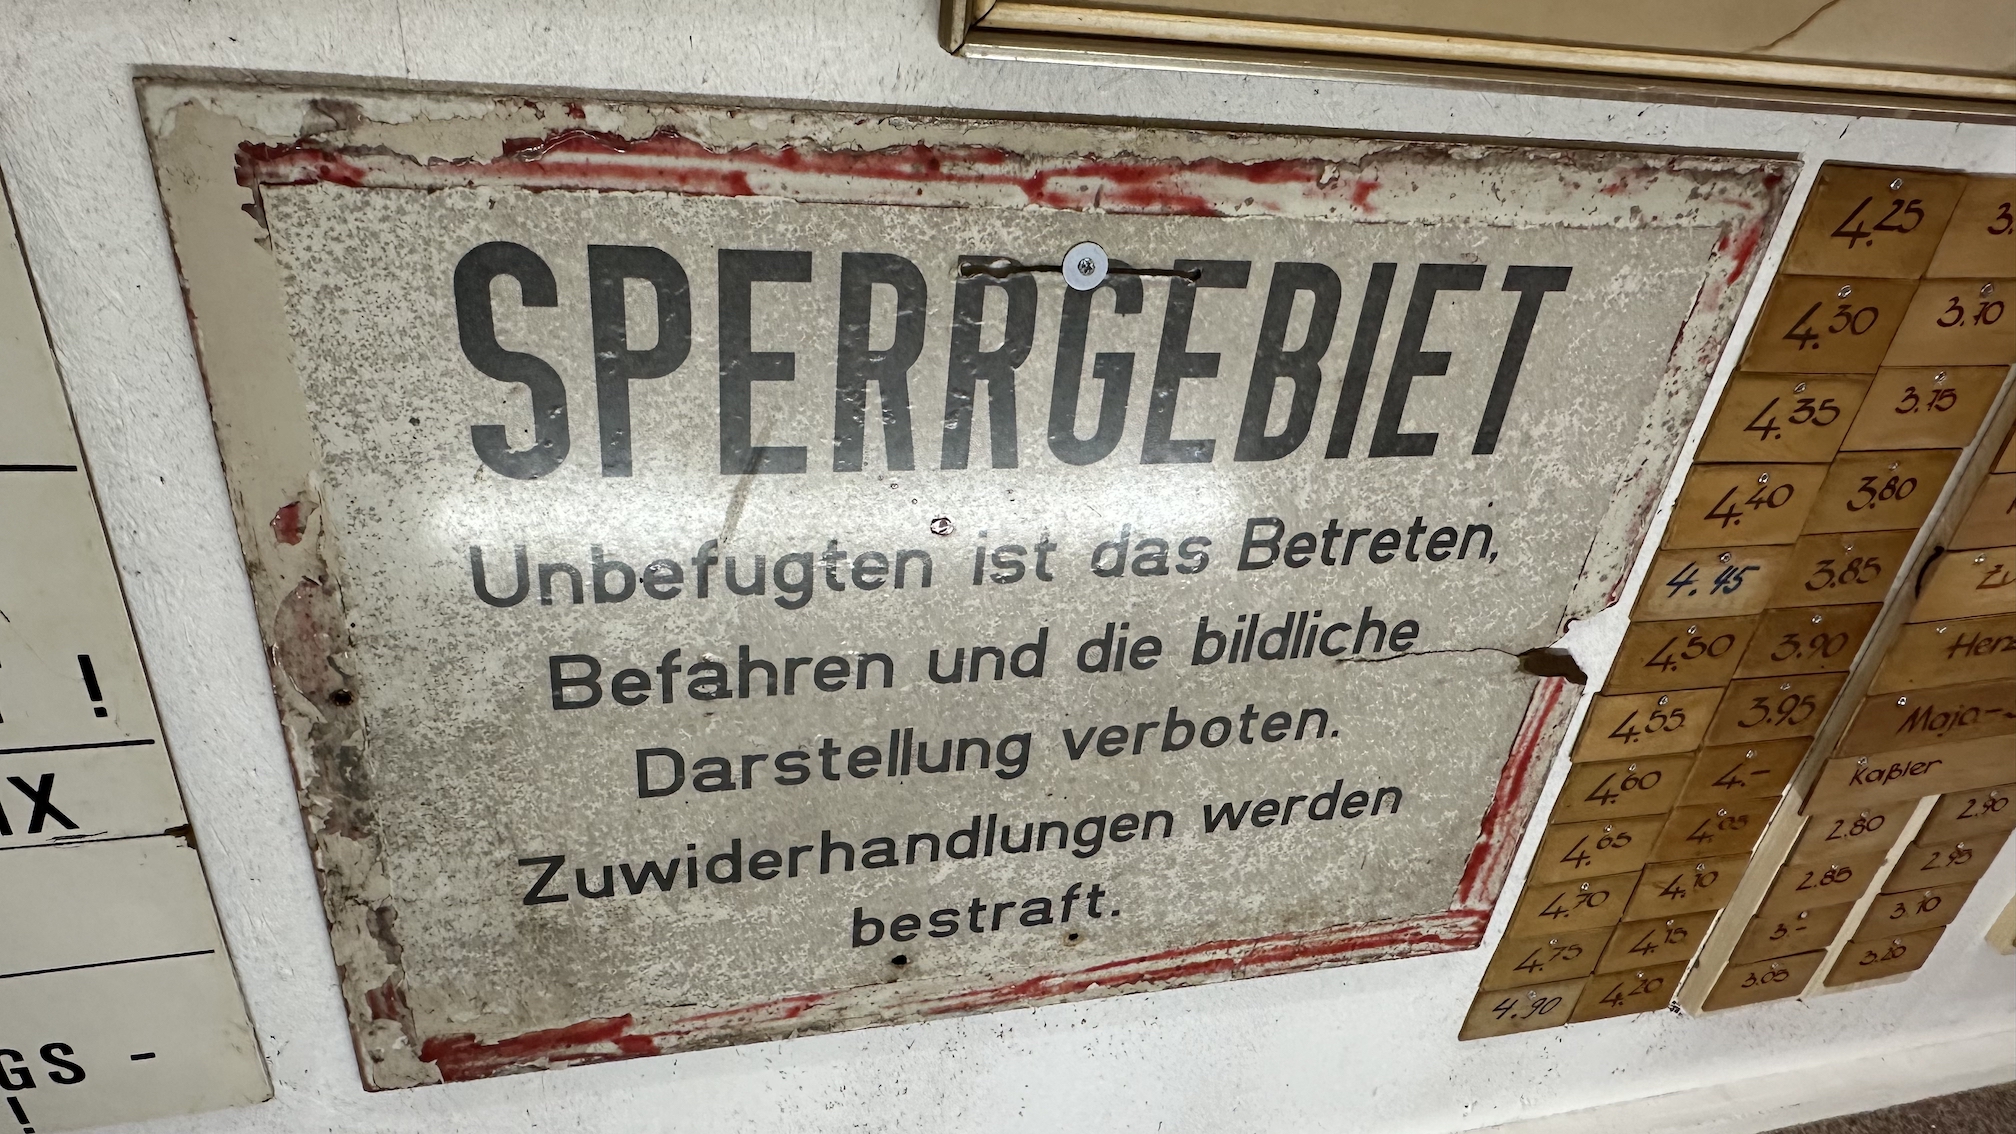 SPERRGEBIET
Unbefugten ist das Betreten,
Befahren und die bildliche
Darstellung verboten.
Zuwiderhandlungen werden
bestraft.
!
GS -
!
4.25
4.30 3.70
4.35 3.75
4.40 3.80
4.45 3.85
4.50 3.90
4.55 3.95
4.60 4.-
4.65 4.05
4.70 4.10
4.75 4.15
4.90 4.20
Kaßler
2.80 2.90
2.85 2.95
3.- 3.10
3.05 3.20